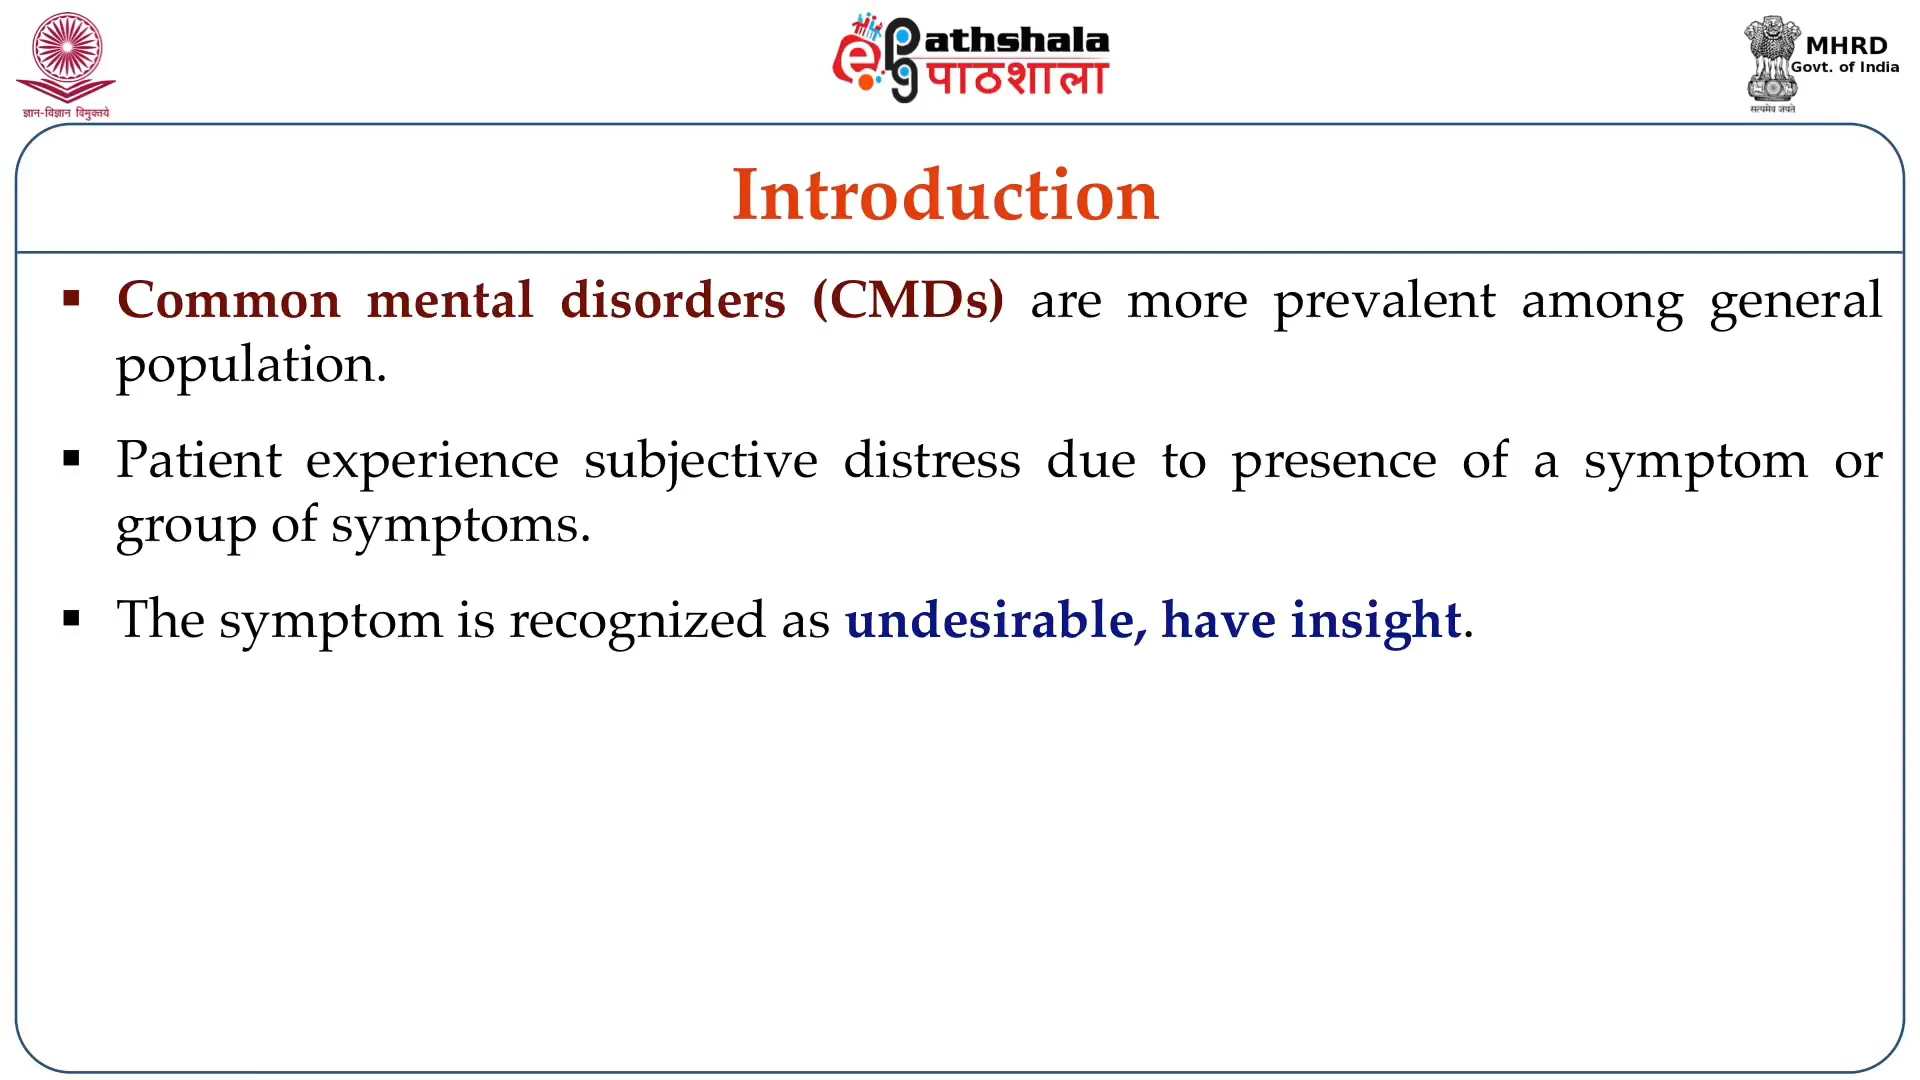 ज्ञान-विज्ञान विमुक्तये
e PG Pathshala
पाठशाला
MHRD
Govt. of India
सत्यमेव जयते
Introduction
▪ Common mental disorders (CMDs) are more prevalent among general
population.
▪ Patient experience subjective distress due to presence of a symptom or
group of symptoms.
▪ The symptom is recognized as undesirable, have insight.